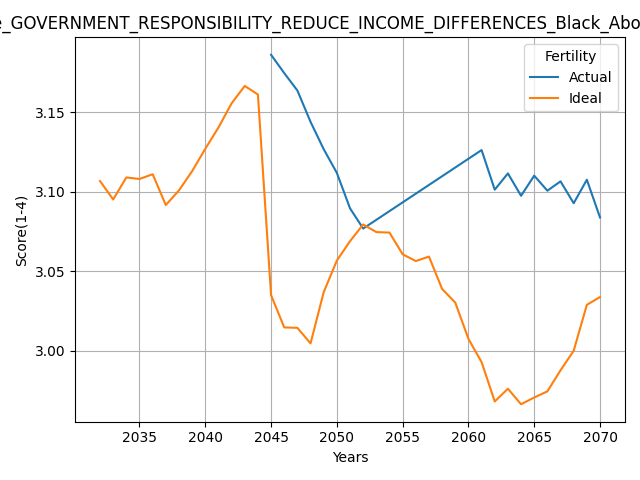 _GOVERNMENT_RESPONSIBILITY_REDUCE_INCOME_DIFFERENCES_Black_Abo
Fertility
Actual
Ideal
3.15
3.10
3.05
3.00
Score(1-4)
2035 2040 2045 2050 2055 2060 2065 2070
Years